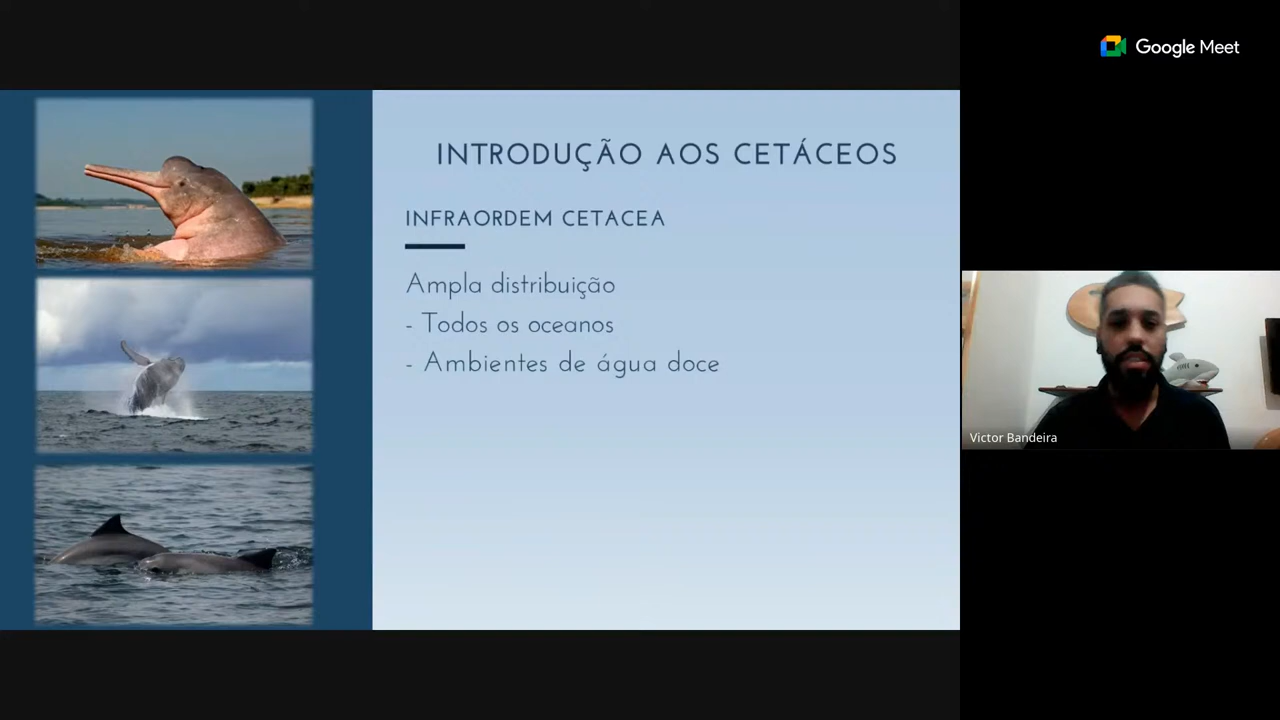 Google Meet
INTRODUÇÃO AOS CETÁCEOS
INFRAORDEM CETACEA
Ampla distribuição
- Todos os oceanos
- Ambientes de água doce
Victor Bandeira